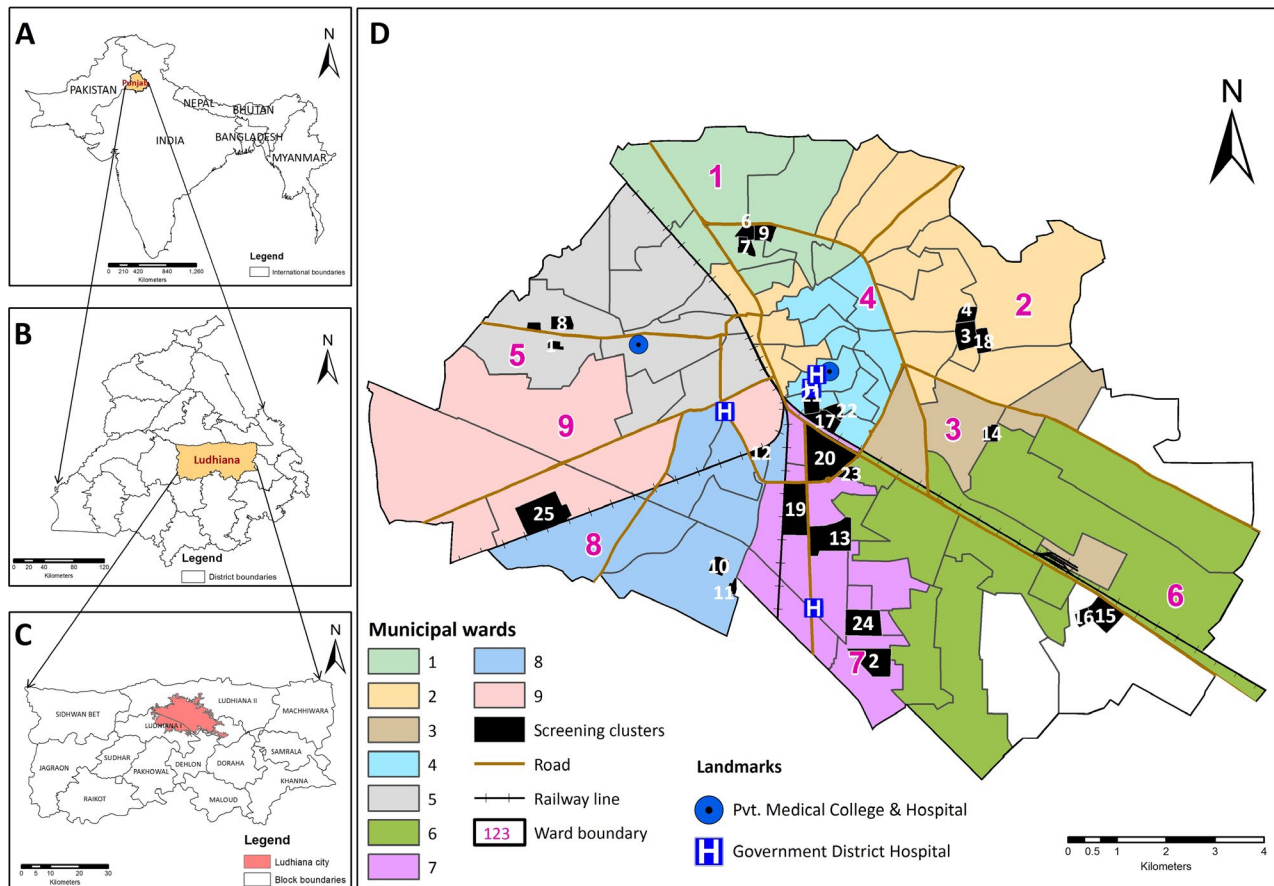 A
N
PAKISTAN
Punjab
NEPAL
BHUTAN
INDIA
BANGLADESH
MYANMAR
Legend
International boundaries
0 210 420 840 1,260
Kilometers
B
N
Ludhiana
Legend
District boundaries
0 20 40 80 120
Kilometers
C
N
SIDHWAN BET
LUDHIANA II
MACHHIWARA
LUDHIANA I
SAMRALA
JAGRAON
SUDHAR
PAKHOWAL
DEHLON
DORAHA
KHANNA
RAIKOT
MALOUD
Legend
Ludhiana city
Block boundaries
0 5 10 20 30
Kilometers
D
N
1
6
9
7
2
4
4
3
18
8
1
5
H
H
21
22
17
3
14
9
H
12
20
23
25
19
13
8
10
11
H
24
7
2
6
16
15
Municipal wards
1
2
3
4
5
6
7
8
9
Screening clusters
Road
Railway line
123 Ward boundary
Landmarks
Pvt. Medical College & Hospital
H Government District Hospital
0 0.5 1 2 3 4
Kilometers